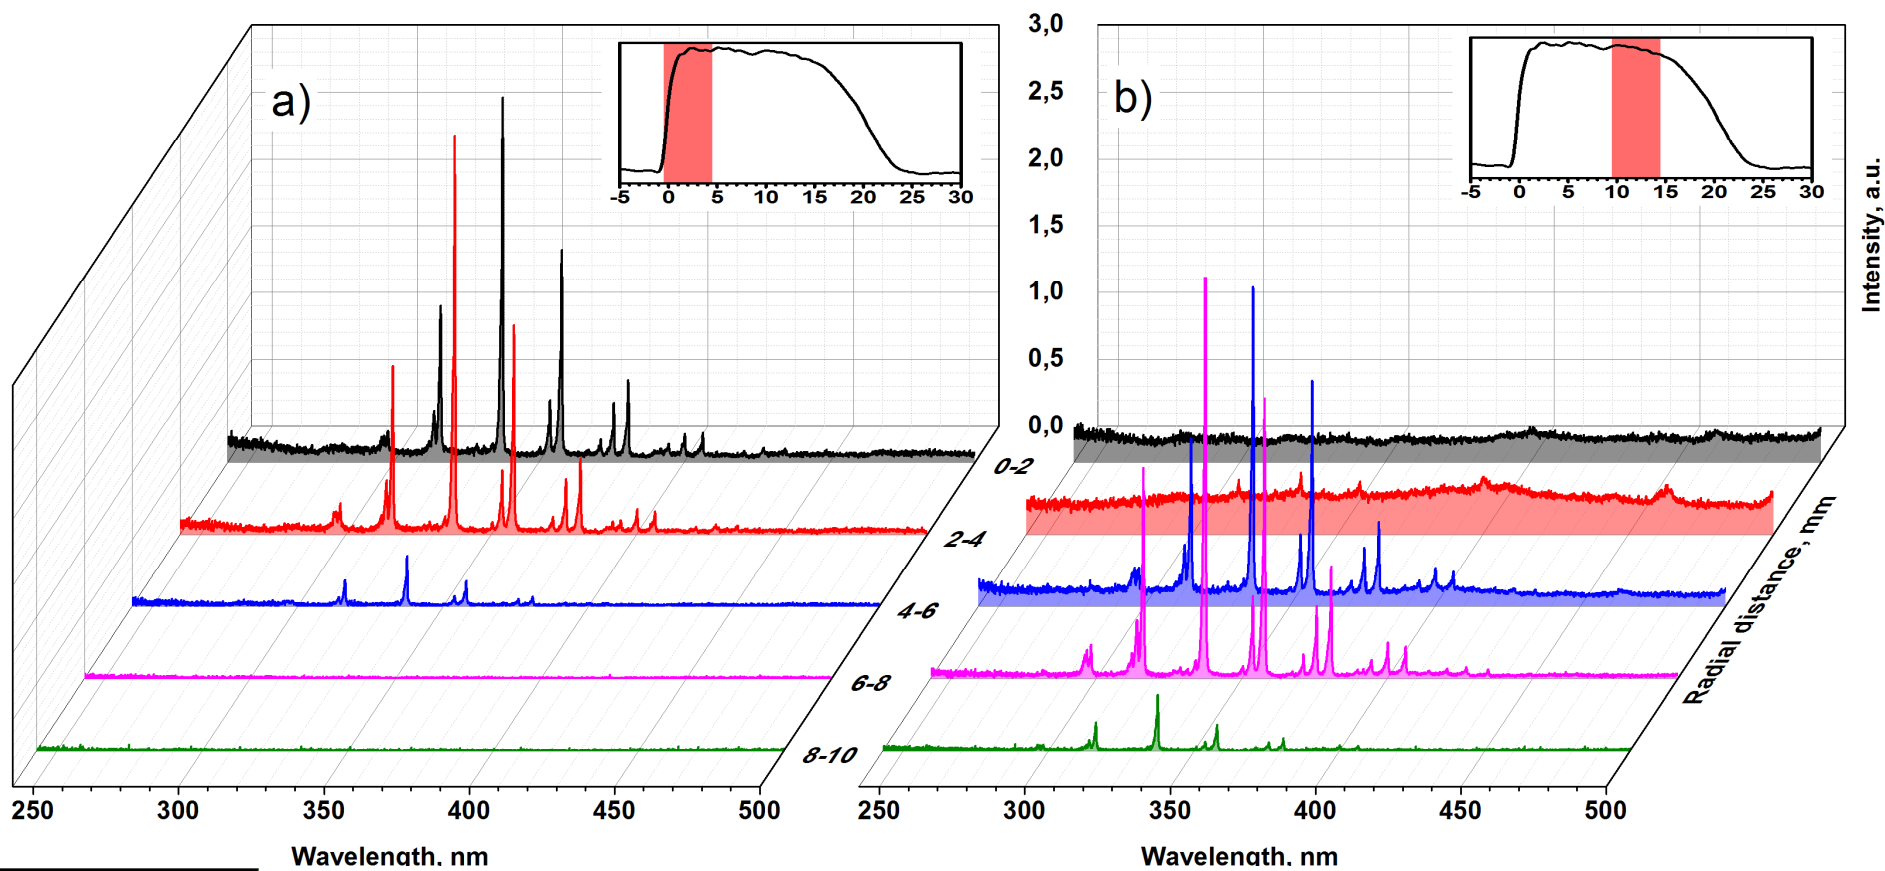 a)
-5 0 5 10 15 20 25 30
b)
-5 0 5 10 15 20 25 30
3,0
2,5
2,0
1,5
1,0
0,5
0,0
Intensity, a.u.
0-2
2-4
4-6
6-8
8-10
Radial distance, mm
250 300 350 400 450 500
Wavelength, nm
250 300 350 400 450 500
Wavelength, nm